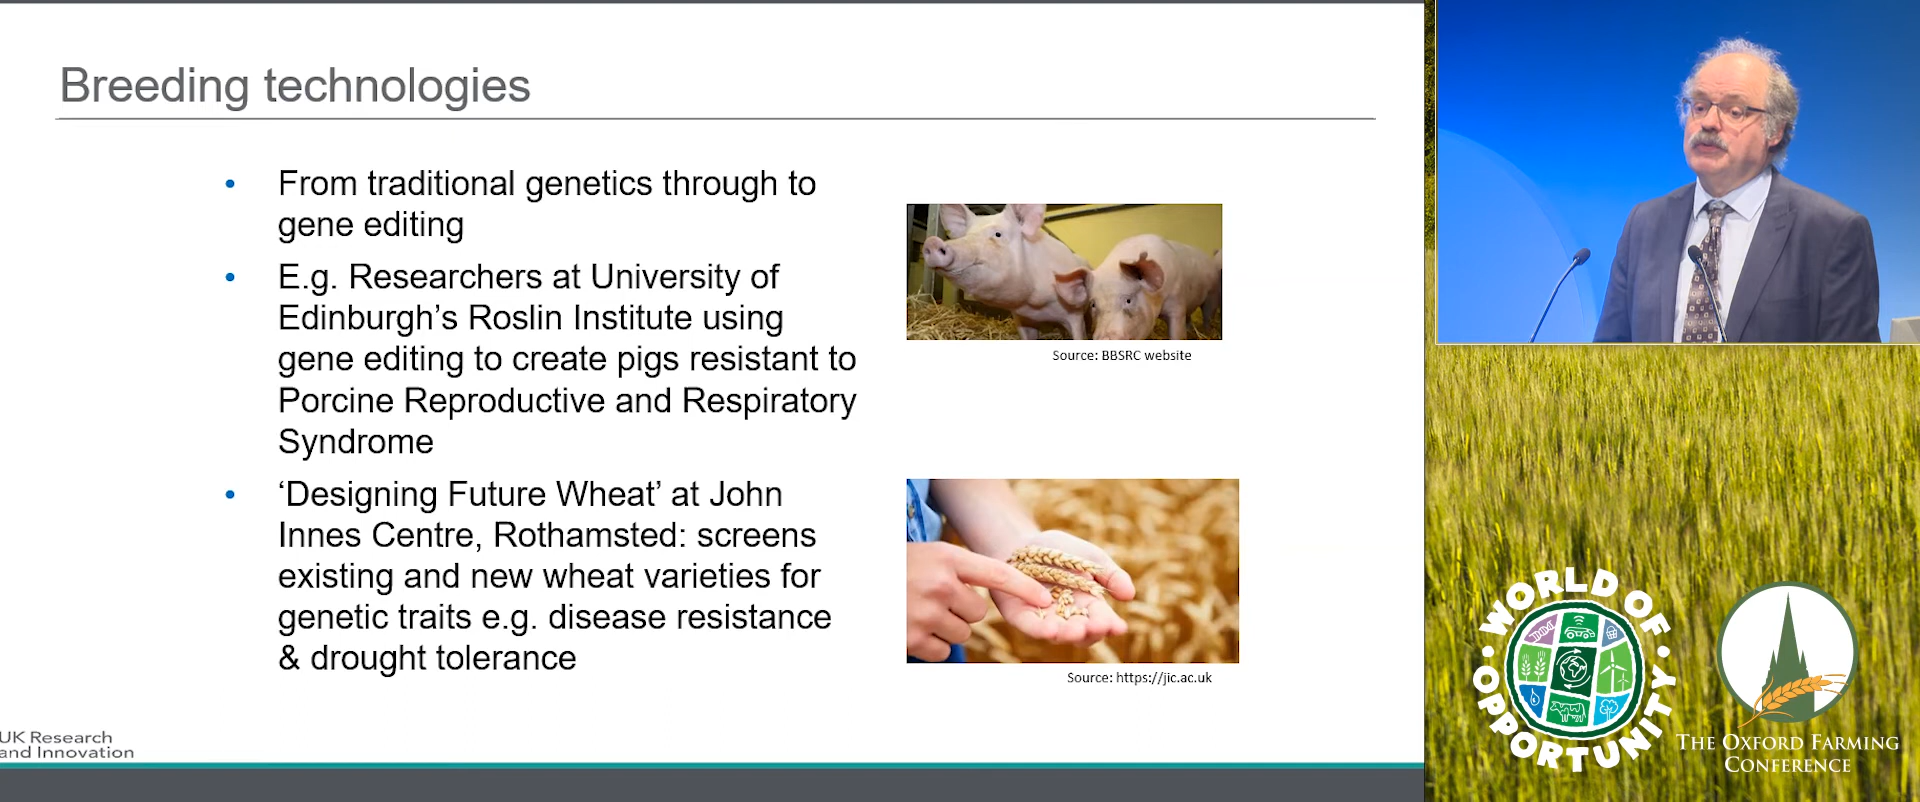 Breeding technologies
• From traditional genetics through to
gene editing
• E.g. Researchers at University of
Edinburgh’s Roslin Institute using
gene editing to create pigs resistant to
Porcine Reproductive and Respiratory
Syndrome
• ‘Designing Future Wheat’ at John
Innes Centre, Rothamsted: screens
existing and new wheat varieties for
genetic traits e.g. disease resistance
& drought tolerance
Source: BBSRC website
Source: https://jic.ac.uk
UK Research
and Innovation
WORLD OF
OPPORTUNITY
THE OXFORD FARMING
CONFERENCE